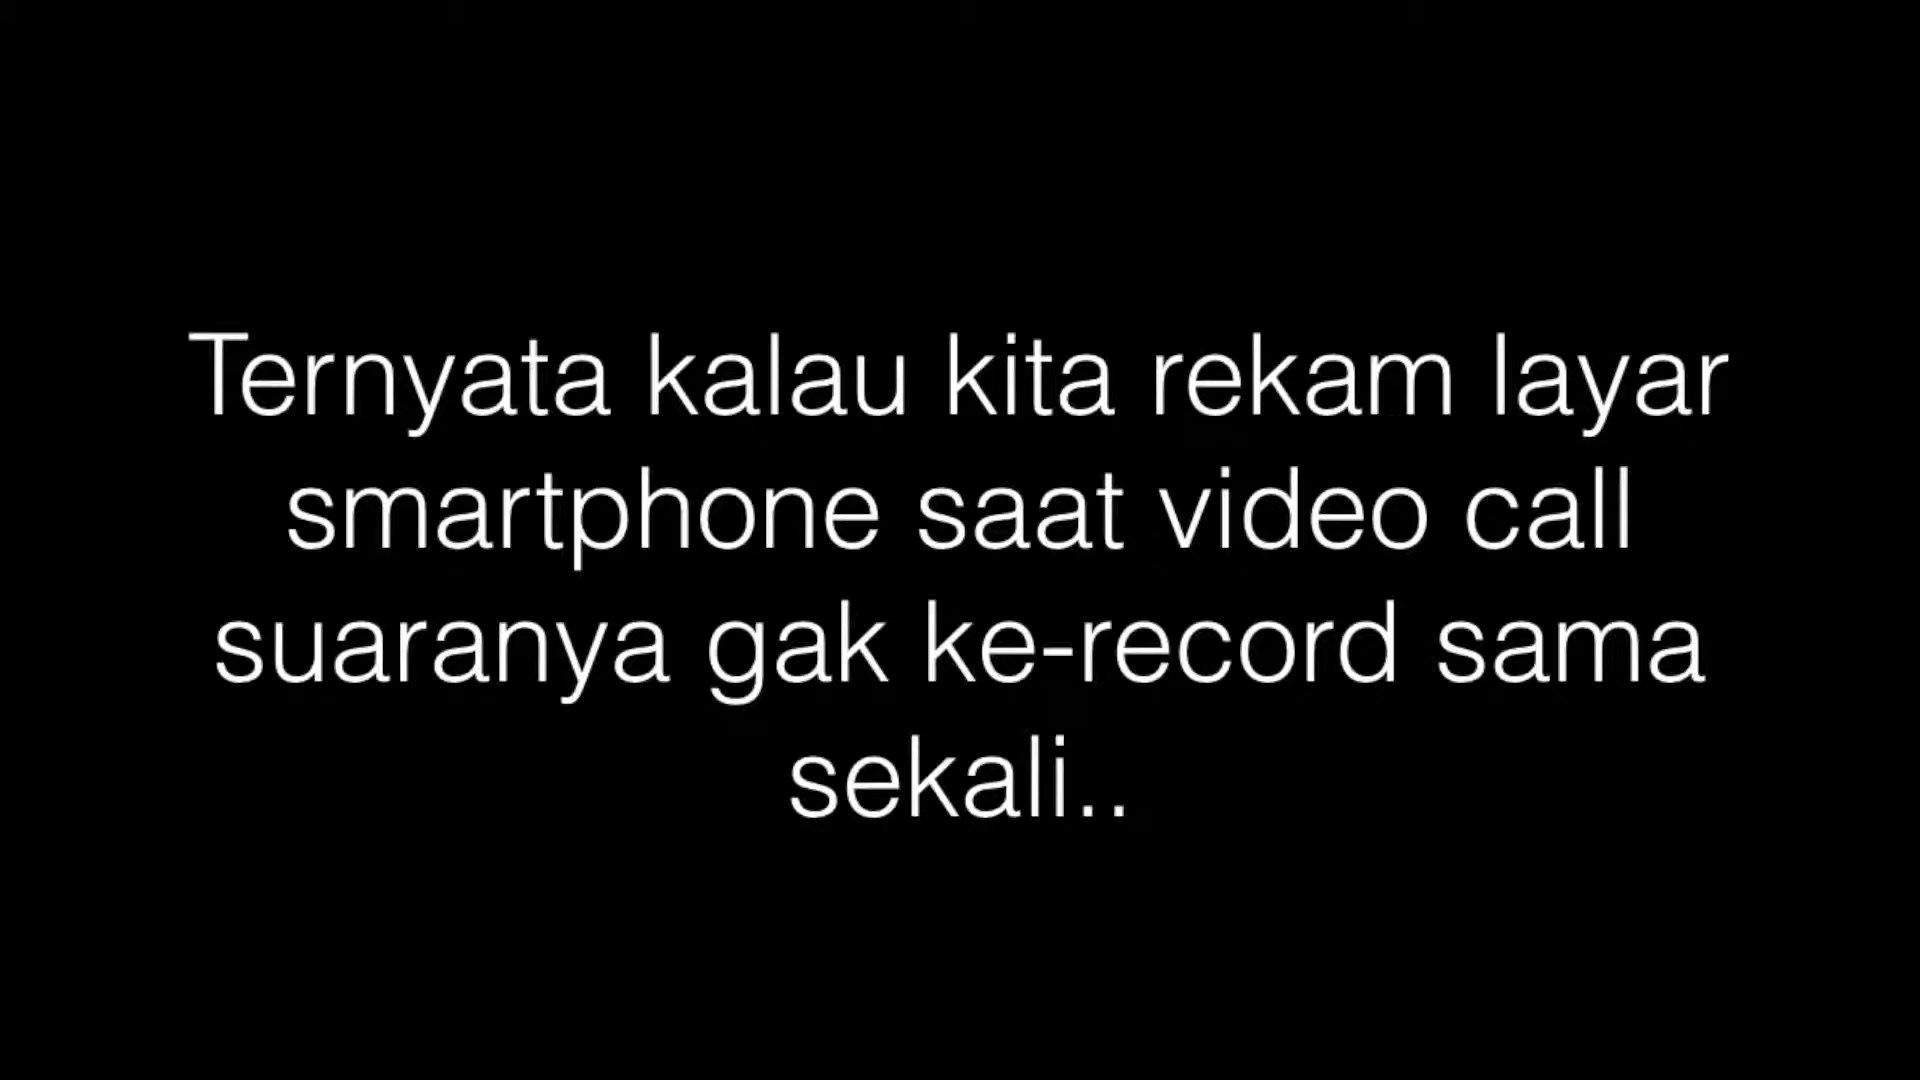 Ternyata kalau kita rekam layar
smartphone saat video call
suaranya gak ke-record sama
sekali..